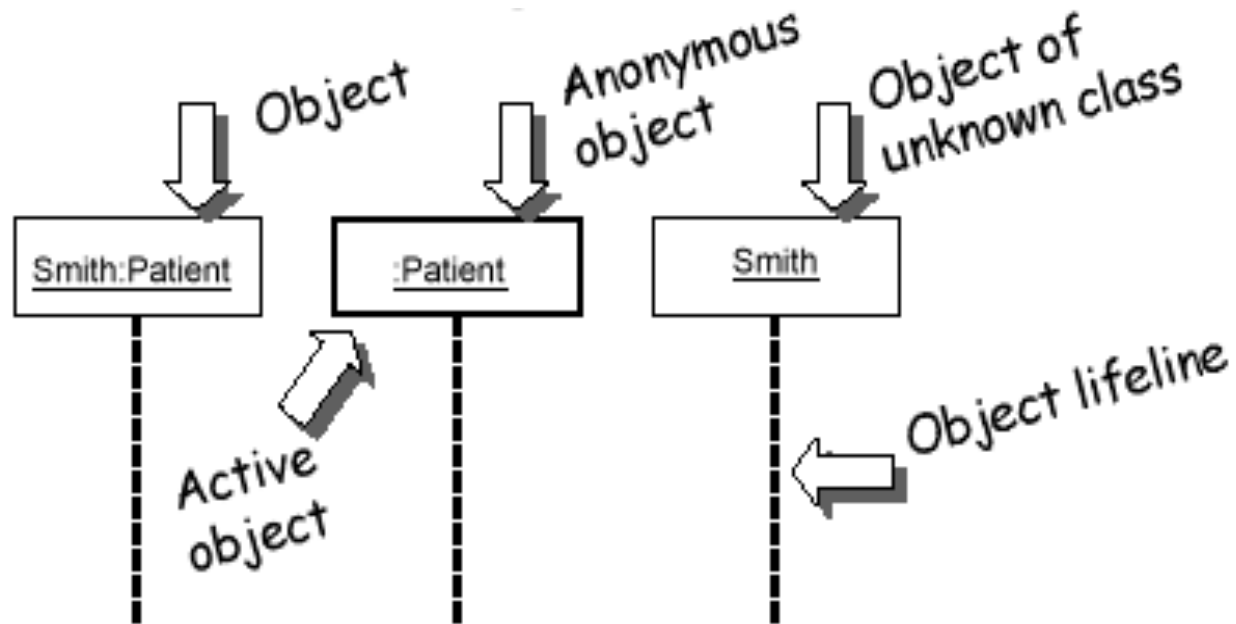 Object
Anonymous
object
Object of
unknown class
Smith:Patient
:Patient
Smith
Active
object
Object lifeline